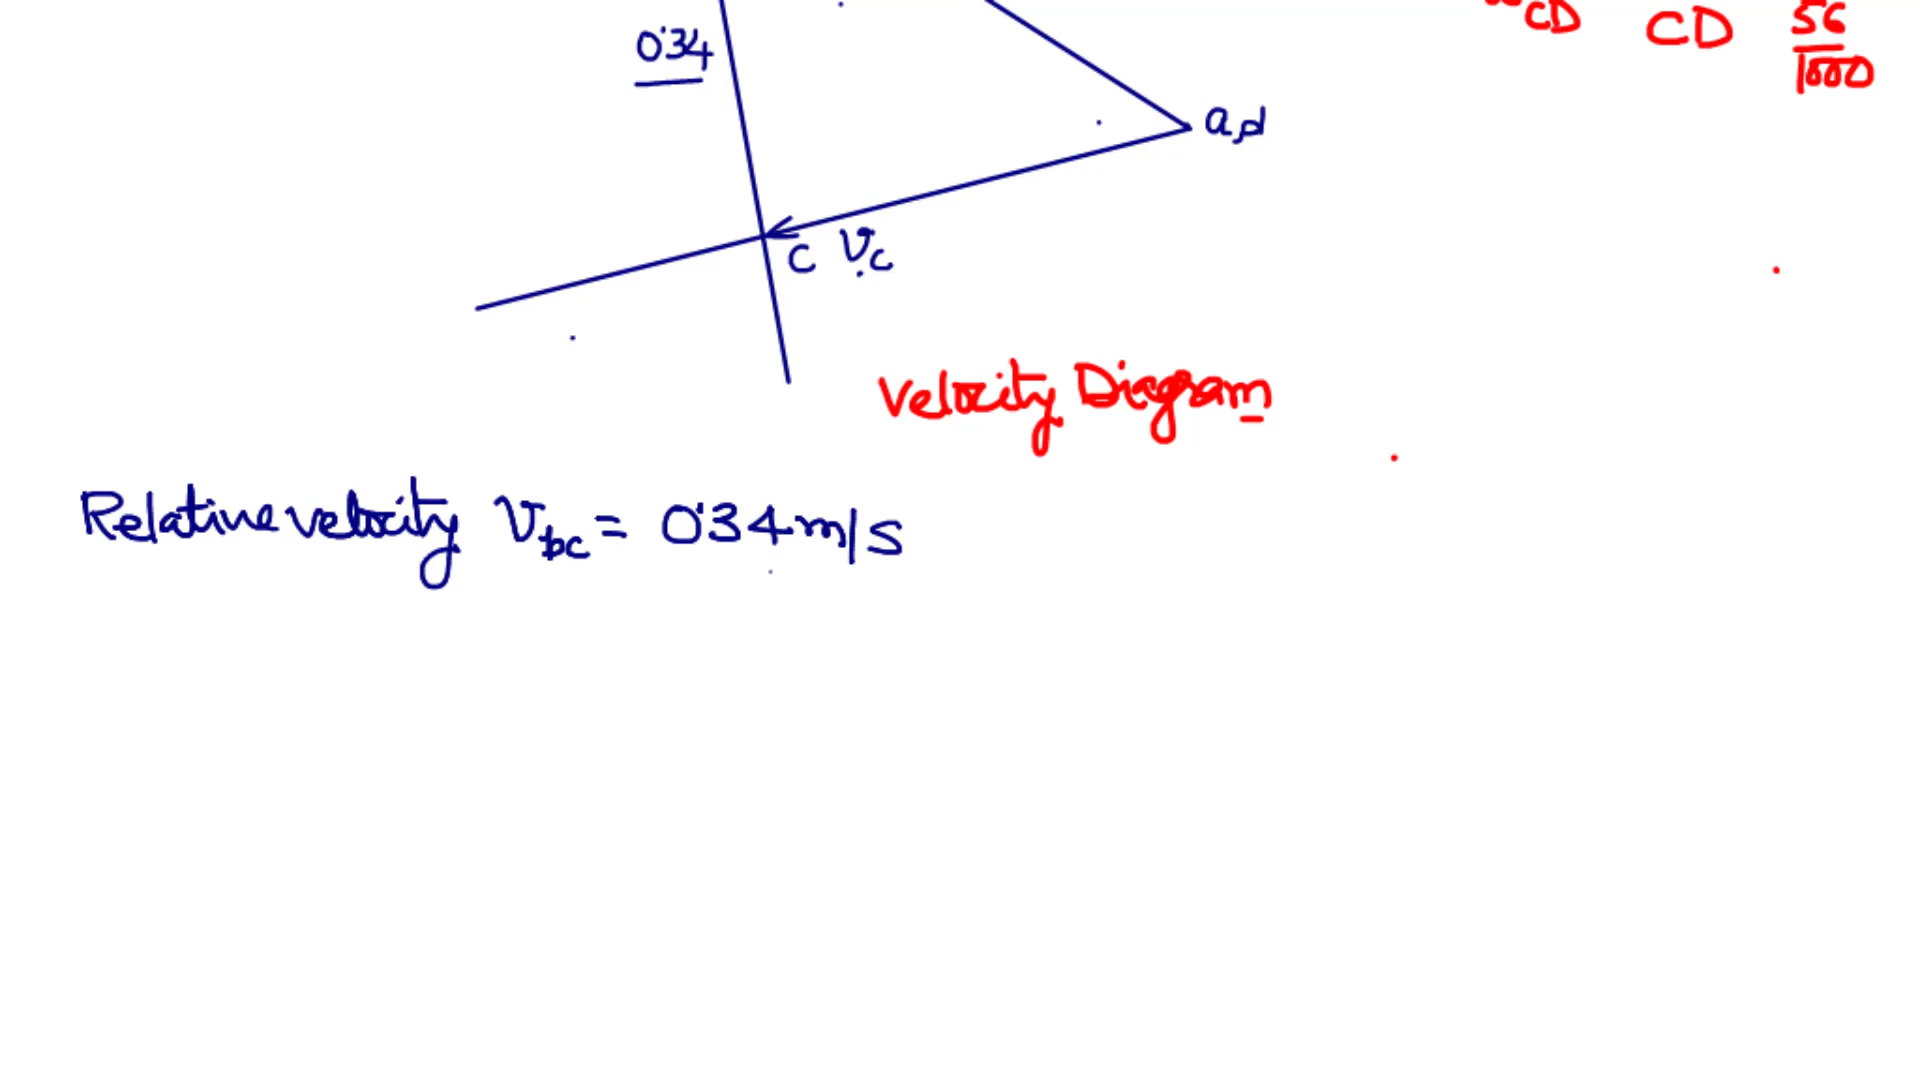 0.34
CD CD 56
1000
a,d
C Vc
Velocity Diagram
Relative velocity Vbc = 0.34 m/s